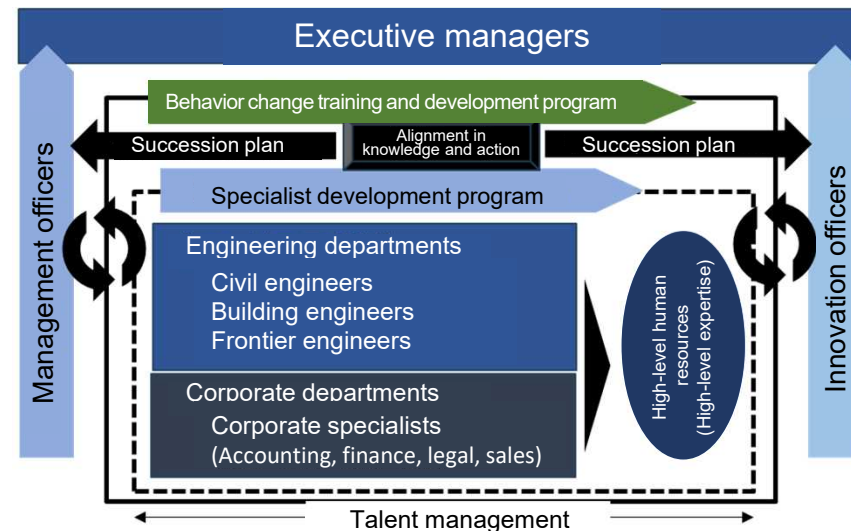 Executive managers
Behavior change training and development program
Succession plan
Alignment in
knowledge and action
Succession plan
Specialist development program
Management officers
Engineering departments
Civil engineers
Building engineers
Frontier engineers
Corporate departments
Corporate specialists
(Accounting, finance, legal, sales)
High-level human
resources
(High-level expertise)
Innovation officers
Talent management